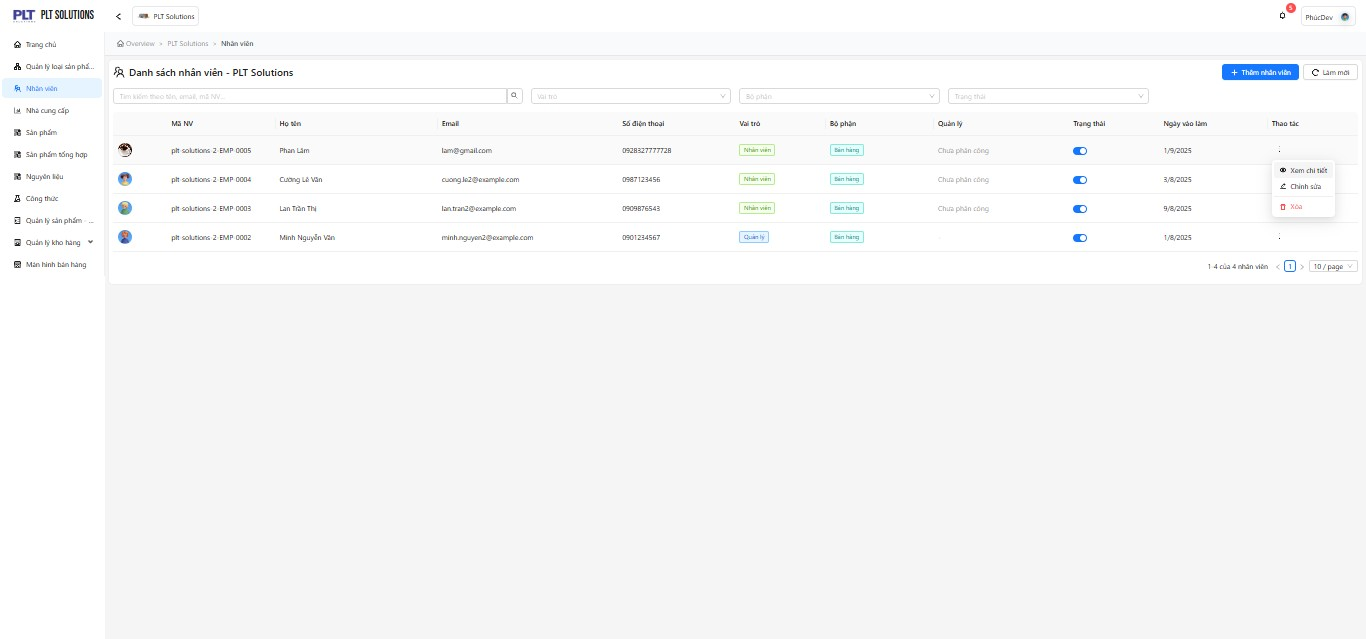 PLT PLT SOLUTIONS
PLT Solutions
5
PhúcDev
Trang chủ
Quản lý loại sản phẩ...
Nhân viên
Nhà cung cấp
Sản phẩm
Sản phẩm tổng hợp
Nguyên liệu
Công thức
Quản lý sản phẩm - ...
Quản lý kho hàng
Màn hình bán hàng
Overview > PLT Solutions > Nhân viên
Danh sách nhân viên - PLT Solutions
+ Thêm nhân viên
Làm mới
Tìm kiếm theo tên, email, mã NV...
Vai trò
Bộ phận
Trạng thái
Mã NV Họ tên Email Số điện thoại Vai trò Bộ phận Quản lý Trạng thái Ngày vào làm Thao tác
plt-solutions-2-EMP-0005 Phan Lâm lam@gmail.com 0928327777728 Nhân viên Bán hàng Chưa phân công 1/9/2025
plt-solutions-2-EMP-0004 Cường Lê Văn cuong.le2@example.com 0987123456 Nhân viên Bán hàng Chưa phân công 3/8/2025
plt-solutions-2-EMP-0003 Lan Trần Thị lan.tran2@example.com 0909876543 Nhân viên Bán hàng Chưa phân công 9/8/2025
plt-solutions-2-EMP-0002 Minh Nguyễn Văn minh.nguyen2@example.com 0901234567 Quản lý Bán hàng - 1/8/2025
Xem chi tiết
Chỉnh sửa
Xóa
1-4 của 4 nhân viên
1
10 / page